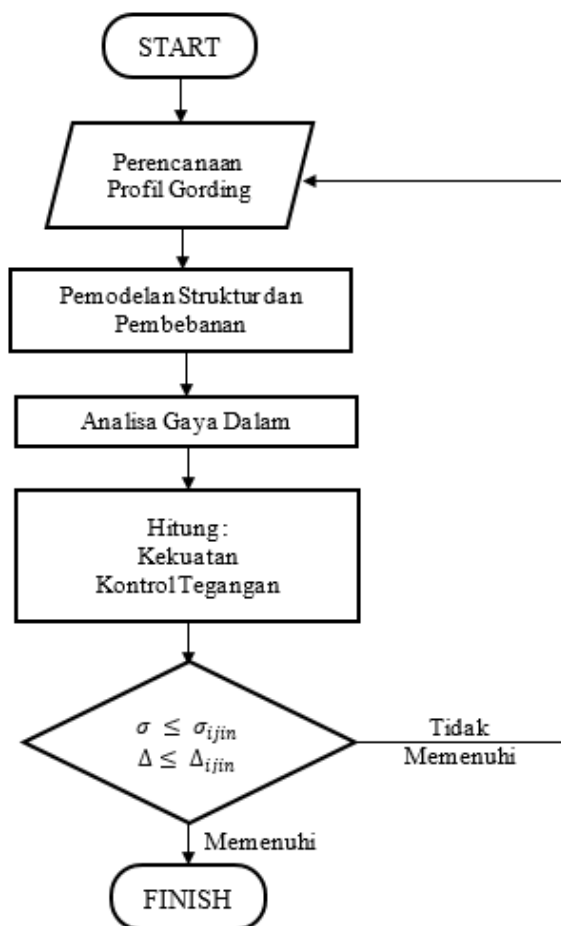 START
Perencanaan
Profil Gording
Pemodelan Struktur dan
Pembebanan
Analisa Gaya Dalam
Hitung :
Kekuatan
Kontrol Tegangan
σ ≤ σ_ijin
Δ ≤ Δ_ijin
Tidak
Memenuhi
Memenuhi
FINISH